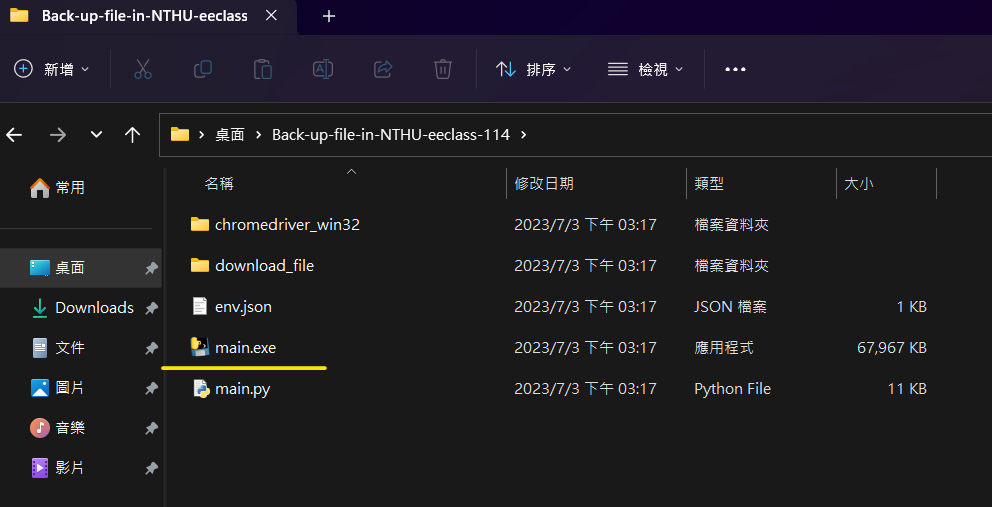 Back-up-file-in-NTHU-eeclass
新增
排序
檢視
桌面 > Back-up-file-in-NTHU-eeclass-114 >
名稱 修改日期 類型 大小
常用
chromedriver_win32 2023/7/3 下午 03:17 檔案資料夾
桌面
download_file 2023/7/3 下午 03:17 檔案資料夾
Downloads
env.json 2023/7/3 下午 03:17 JSON 檔案 1 KB
文件
main.exe 2023/7/3 下午 03:17 應用程式 67,967 KB
圖片
main.py 2023/7/3 下午 03:17 Python File 11 KB
音樂
影片